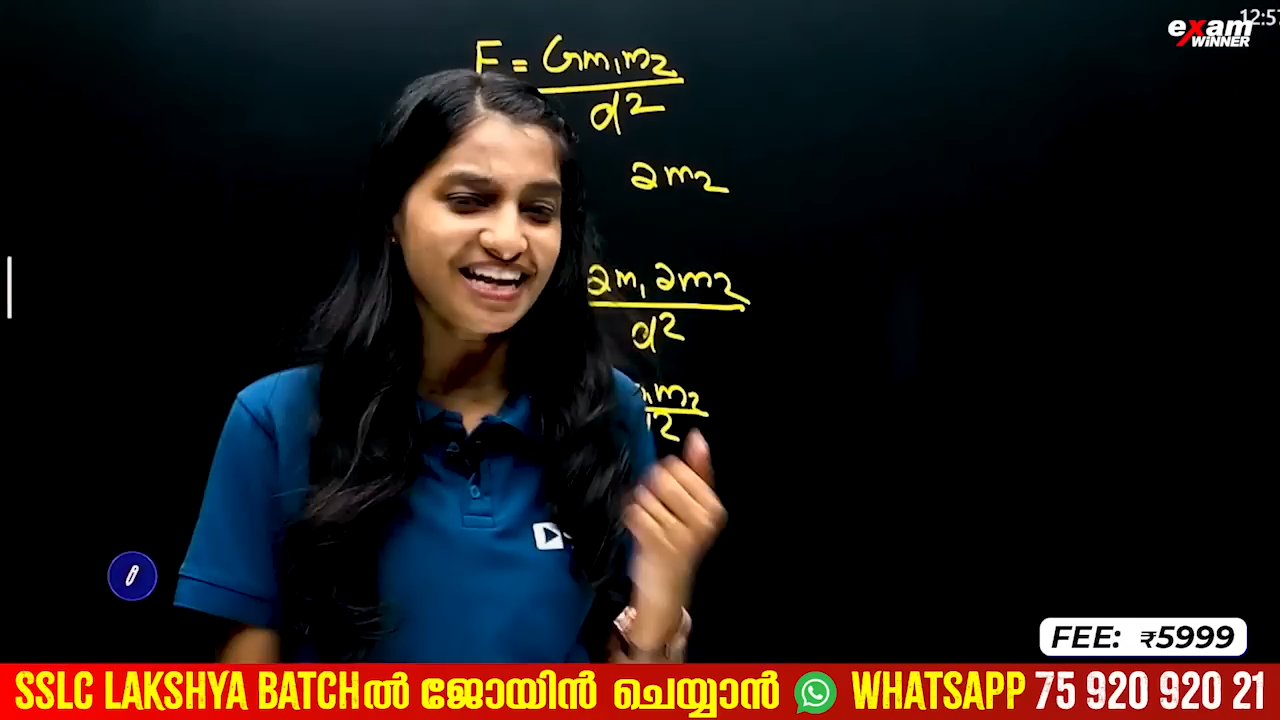 12:57
exam
WINNER
F = Gm₁m₂
d²
2m₂
2m₁ 2m₂
d²
m₂
FEE: ₹5999
SSLC LAKSHYA BATCHൽ ജോയിൻ ചെയ്യാൻ WHATSAPP 75 920 920 21